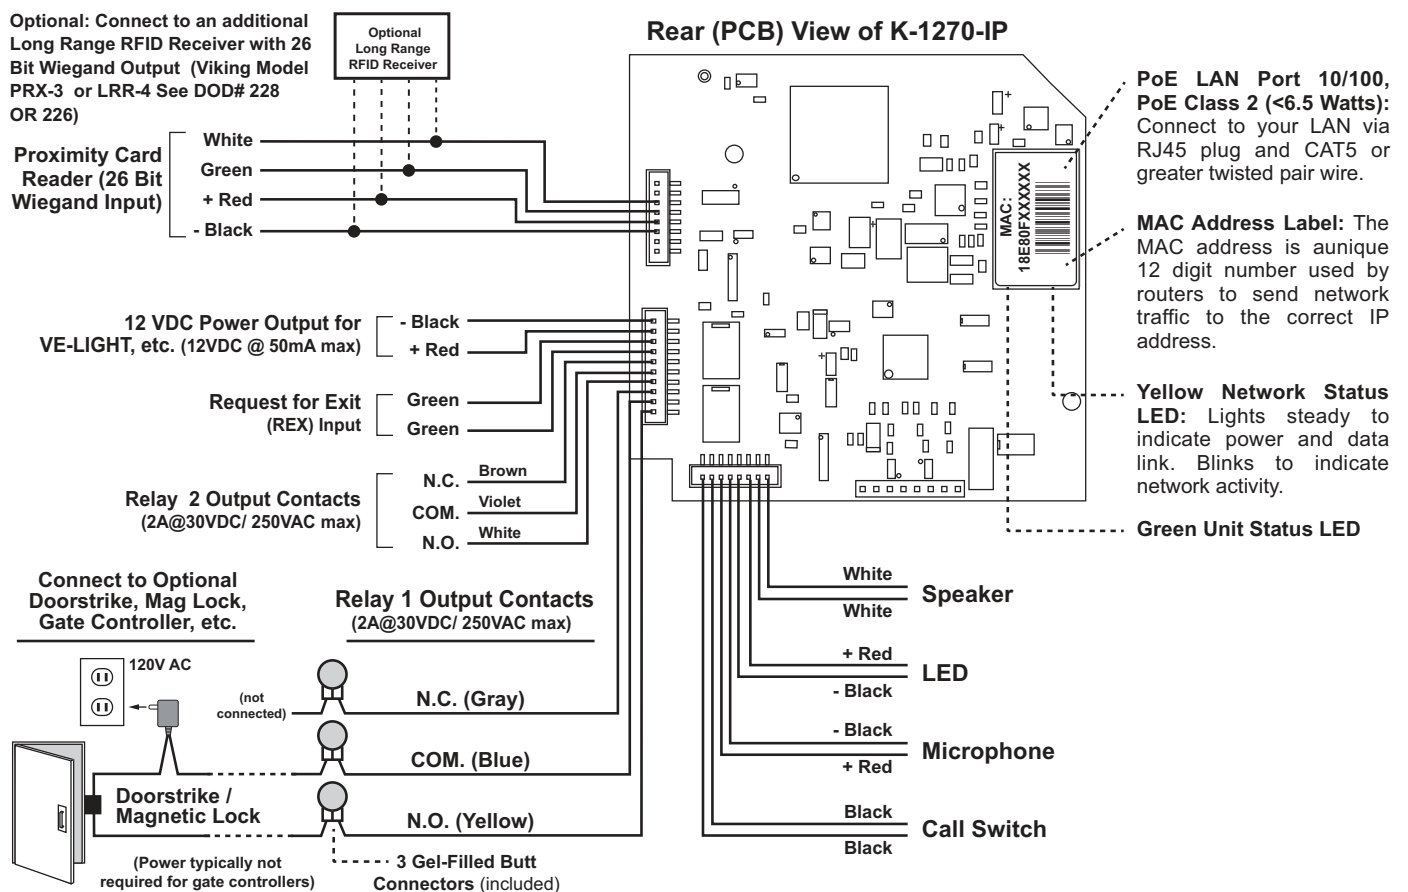 Optional: Connect to an additional
Long Range RFID Receiver with 26
Bit Wiegand Output (Viking Model
PRX-3 or LRR-4 See DOD# 228
OR 226)
Optional
Long Range
RFID Receiver
Rear (PCB) View of K-1270-IP
Proximity Card
Reader (26 Bit
Wiegand Input)
White
Green
+ Red
- Black
MAC:
18E80FXXXXXX
PoE LAN Port 10/100,
PoE Class 2 (<6.5 Watts):
Connect to your LAN via
RJ45 plug and CAT5 or
greater twisted pair wire.
MAC Address Label: The
MAC address is aunique
12 digit number used by
routers to send network
traffic to the correct IP
address.
Yellow Network Status
LED: Lights steady to
indicate power and data
link. Blinks to indicate
network activity.
Green Unit Status LED
12 VDC Power Output for
VE-LIGHT, etc. (12VDC @ 50mA max)
- Black
+ Red
Request for Exit
(REX) Input
Green
Green
Relay 2 Output Contacts
(2A@30VDC/ 250VAC max)
N.C. Brown
COM. Violet
N.O. White
Connect to Optional
Doorstrike, Mag Lock,
Gate Controller, etc.
Relay 1 Output Contacts
(2A@30VDC/ 250VAC max)
120V AC
(not
connected)
N.C. (Gray)
COM. (Blue)
N.O. (Yellow)
Doorstrike /
Magnetic Lock
(Power typically not
required for gate controllers)
3 Gel-Filled Butt
Connectors (included)
White
White
Speaker
+ Red
- Black
LED
- Black
+ Red
Microphone
Black
Black
Call Switch